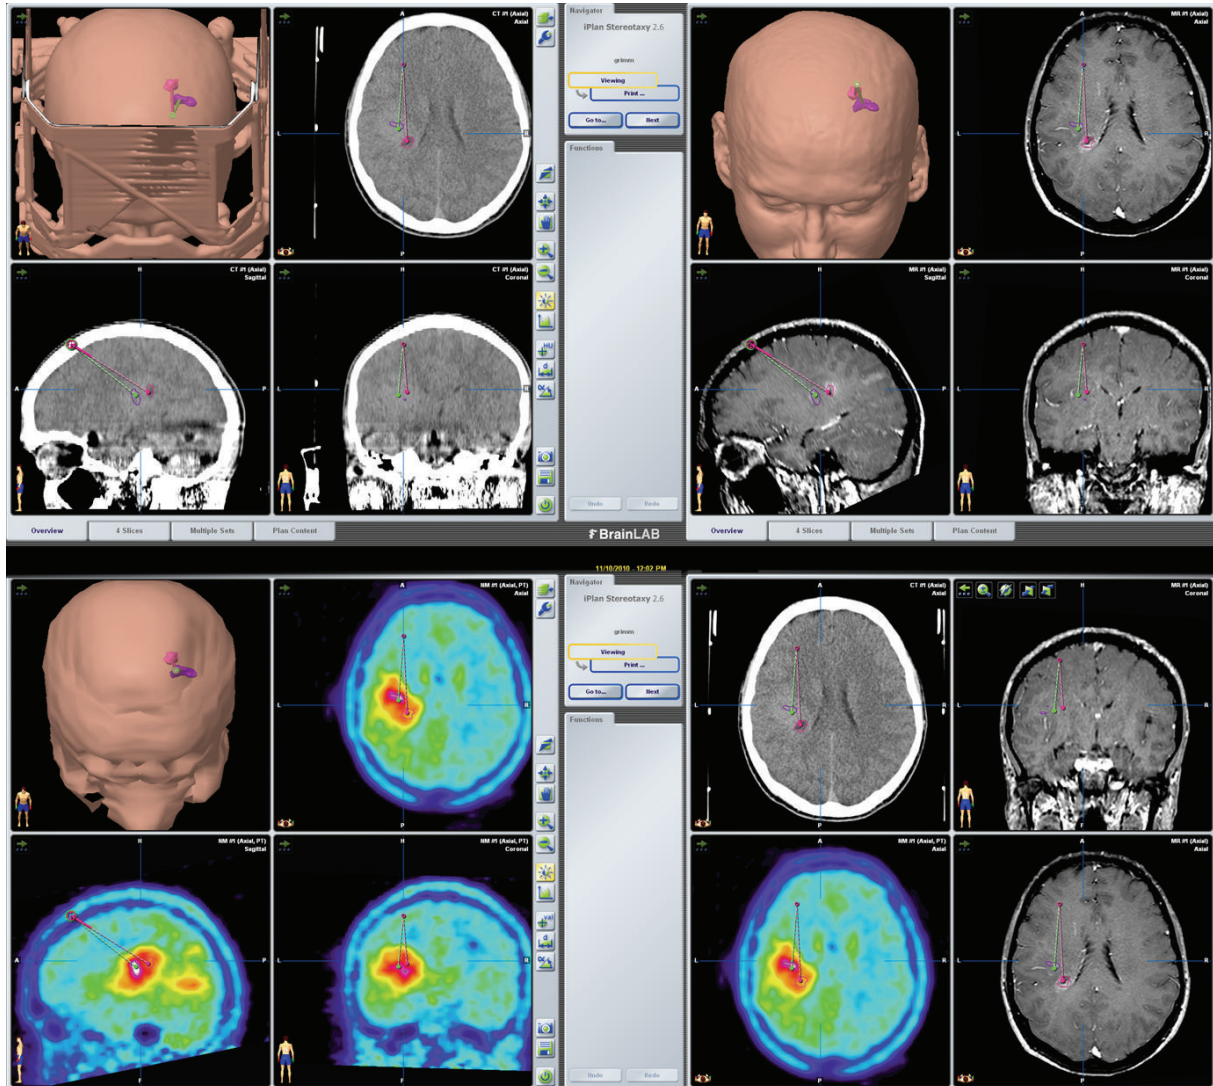 CT #1 (Axial)
Axial
A
L
R
P
Navigator
iPlan Stereotaxy 2.6
grimm
Viewing
Print ...
Go to...
Next
Functions
MR #1 (Axial)
Axial
A
L
R
P
CT #1 (Axial)
Sagittal
H
A
P
F
CT #1 (Axial)
Coronal
H
L
R
F
HU
d
MR #1 (Axial)
Sagittal
H
A
P
F
MR #1 (Axial)
Coronal
H
L
R
F
Undo
Redo
Overview
4 Slices
Multiple Sets
Plan Content
BrainLAB
Overview
4 Slices
Multiple Sets
Plan Content
11/10/2010 - 12:02 PM
NM #1 (Axial, PT)
Axial
A
L
R
P
Navigator
iPlan Stereotaxy 2.6
grimm
Viewing
Print ...
Go to...
Next
Functions
CT #1 (Axial)
Axial
A
L
R
P
MR #1 (Axial)
Coronal
H
L
R
F
NM #1 (Axial, PT)
Sagittal
H
A
P
F
NM #1 (Axial, PT)
Coronal
H
L
R
F
val
d
NM #1 (Axial, PT)
Axial
A
L
R
P
MR #1 (Axial)
Axial
A
L
R
P
Undo
Redo